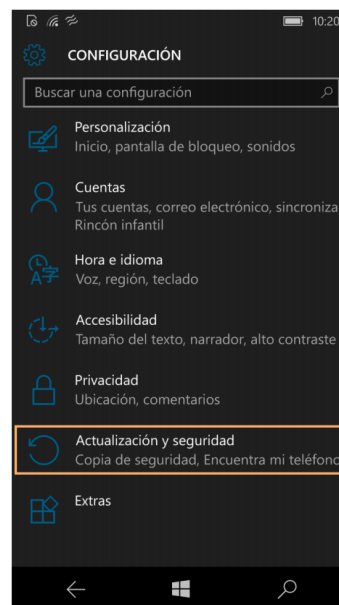 10:20
CONFIGURACIÓN
Buscar una configuración
Personalización
Inicio, pantalla de bloqueo, sonidos
Cuentas
Tus cuentas, correo electrónico, sincroniza
Rincón infantil
Hora e idioma
Voz, región, teclado
Accesibilidad
Tamaño del texto, narrador, alto contraste
Privacidad
Ubicación, comentarios
Actualización y seguridad
Copia de seguridad, Encuentra mi teléfono
Extras